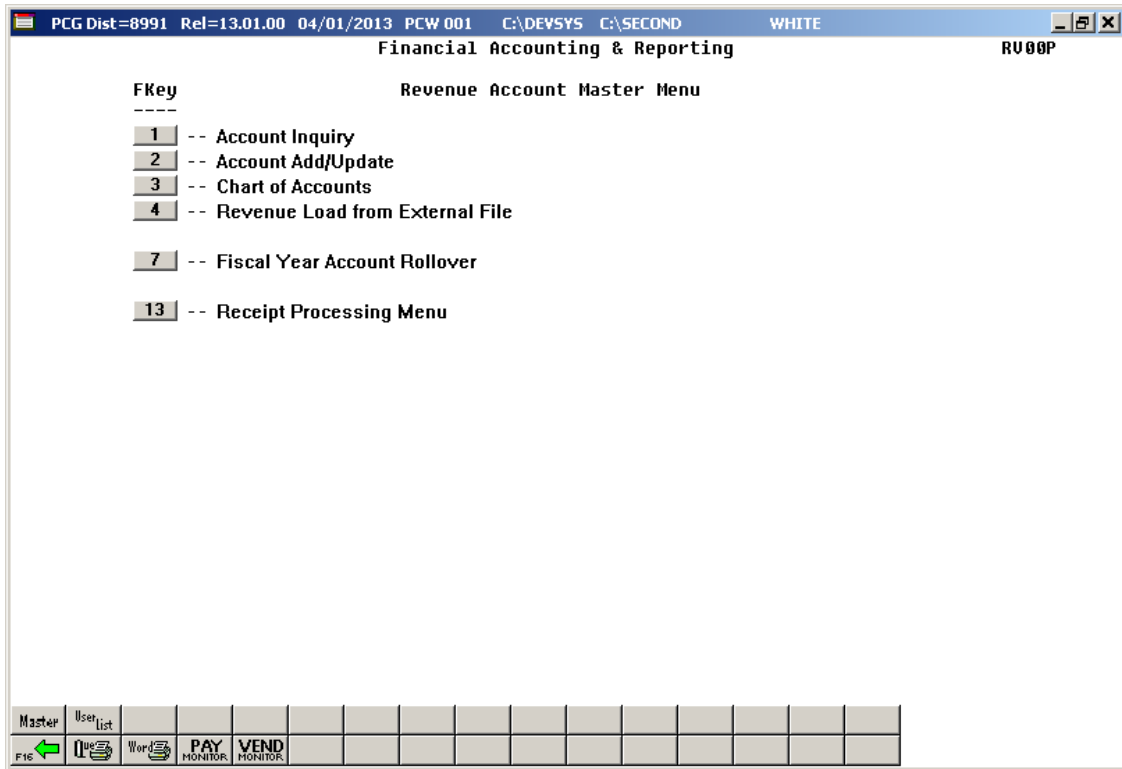 PCG Dist=8991 Rel=13.01.00 04/01/2013 PCW 001 C:\DEVSYS C:\SECOND WHITE
Financial Accounting & Reporting RV00P
FKey Revenue Account Master Menu
----
1 -- Account Inquiry
2 -- Account Add/Update
3 -- Chart of Accounts
4 -- Revenue Load from External File
7 -- Fiscal Year Account Rollover
13 -- Receipt Processing Menu
Master User List
F16 Que Word PAY MONITOR VEND MONITOR